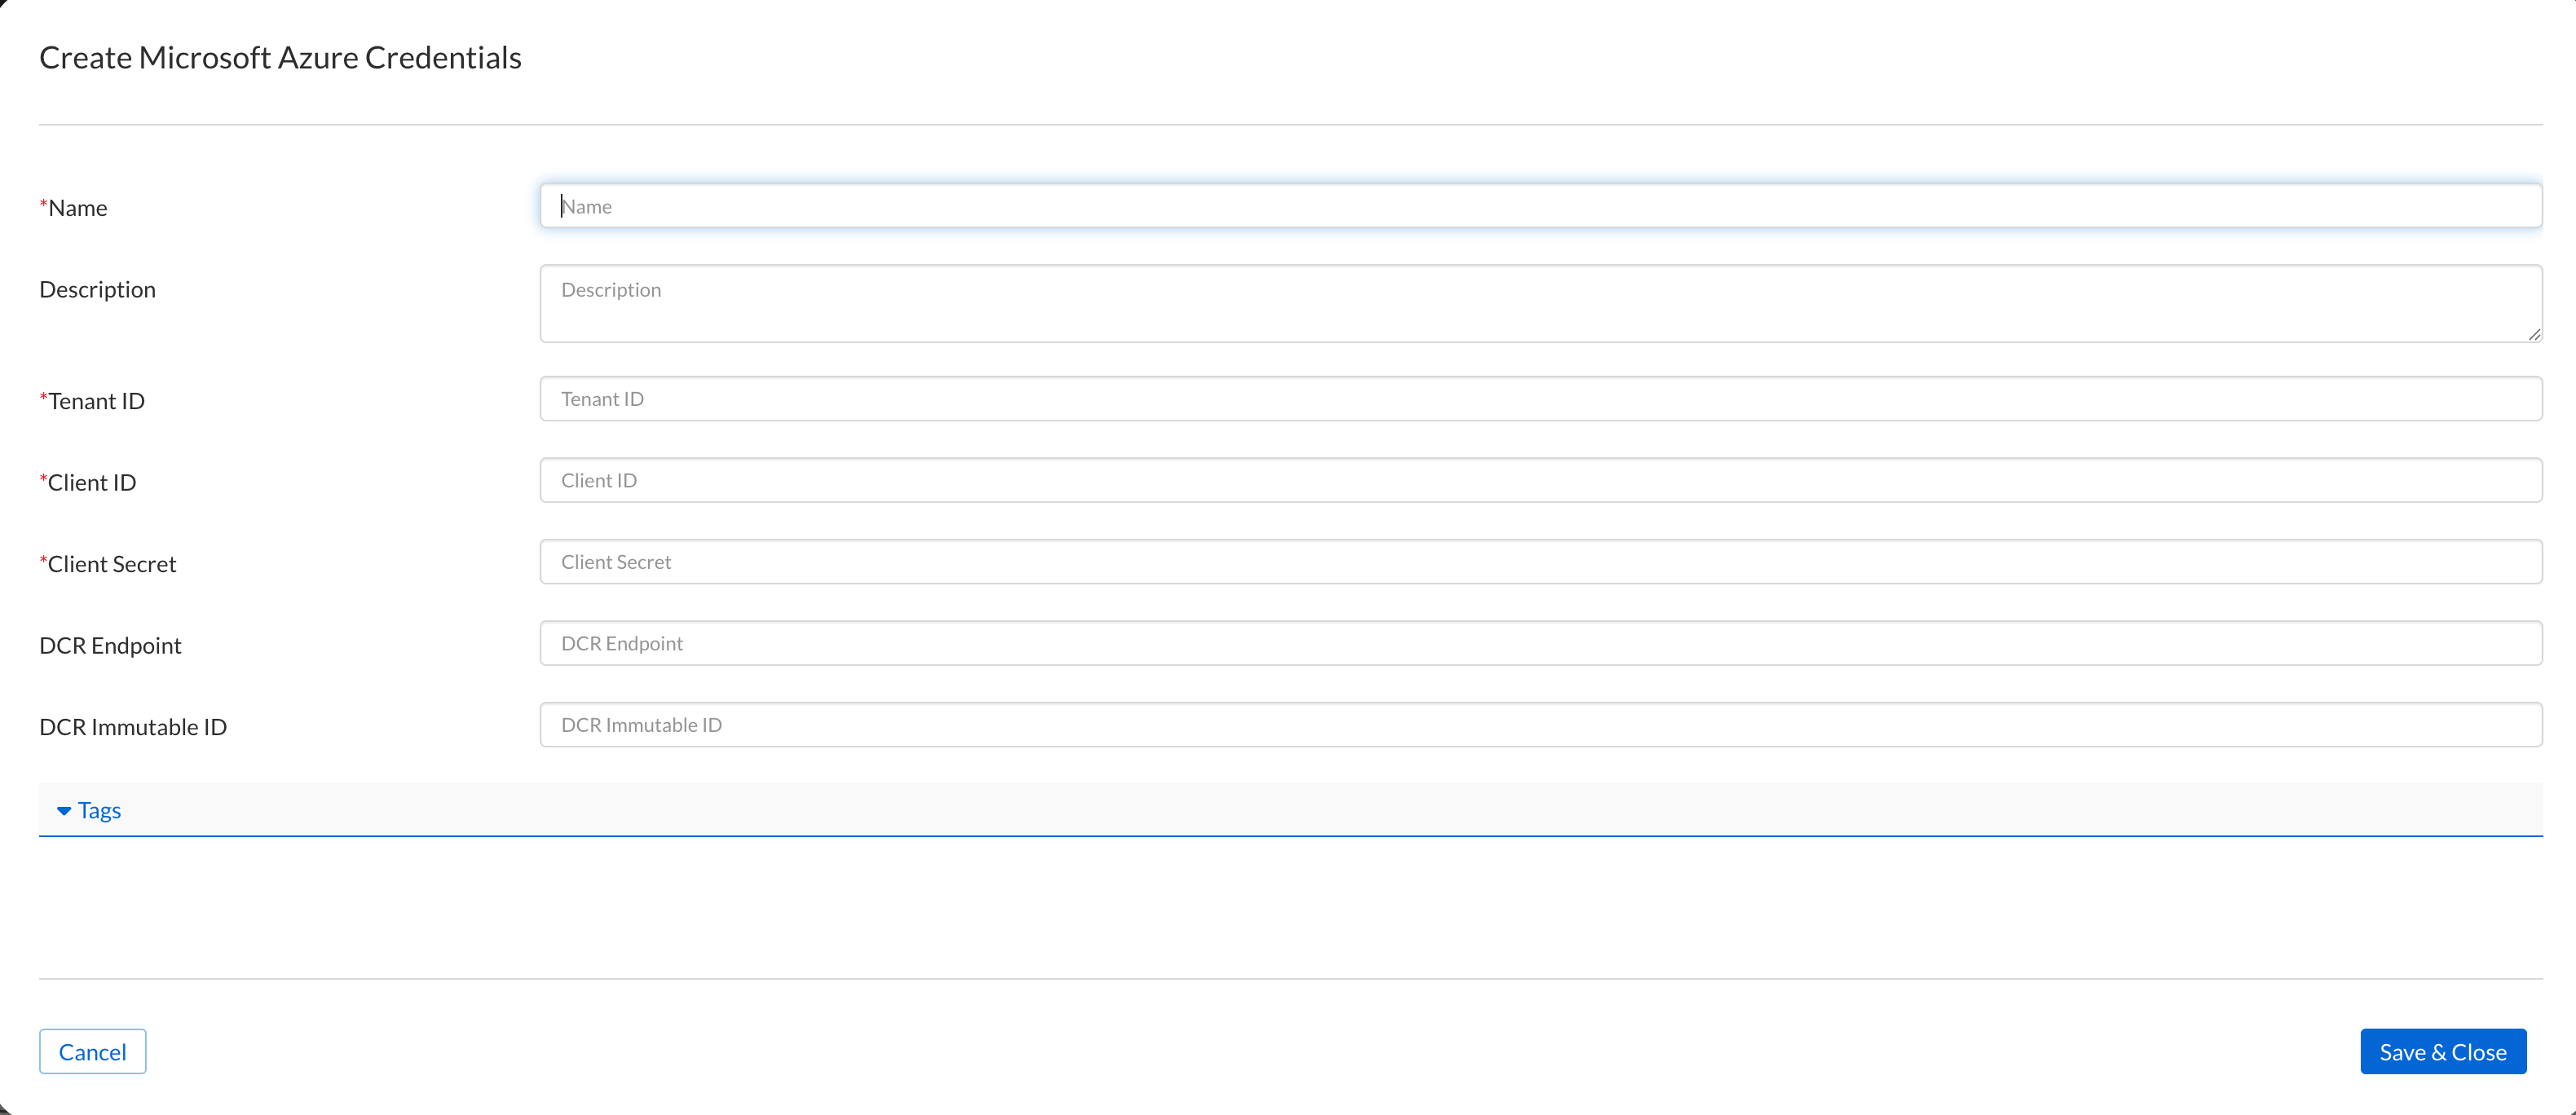 Create Microsoft Azure Credentials
*Name
Name
Description
Description
*Tenant ID
Tenant ID
*Client ID
Client ID
*Client Secret
Client Secret
DCR Endpoint
DCR Endpoint
DCR Immutable ID
DCR Immutable ID
Tags
Cancel
Save & Close